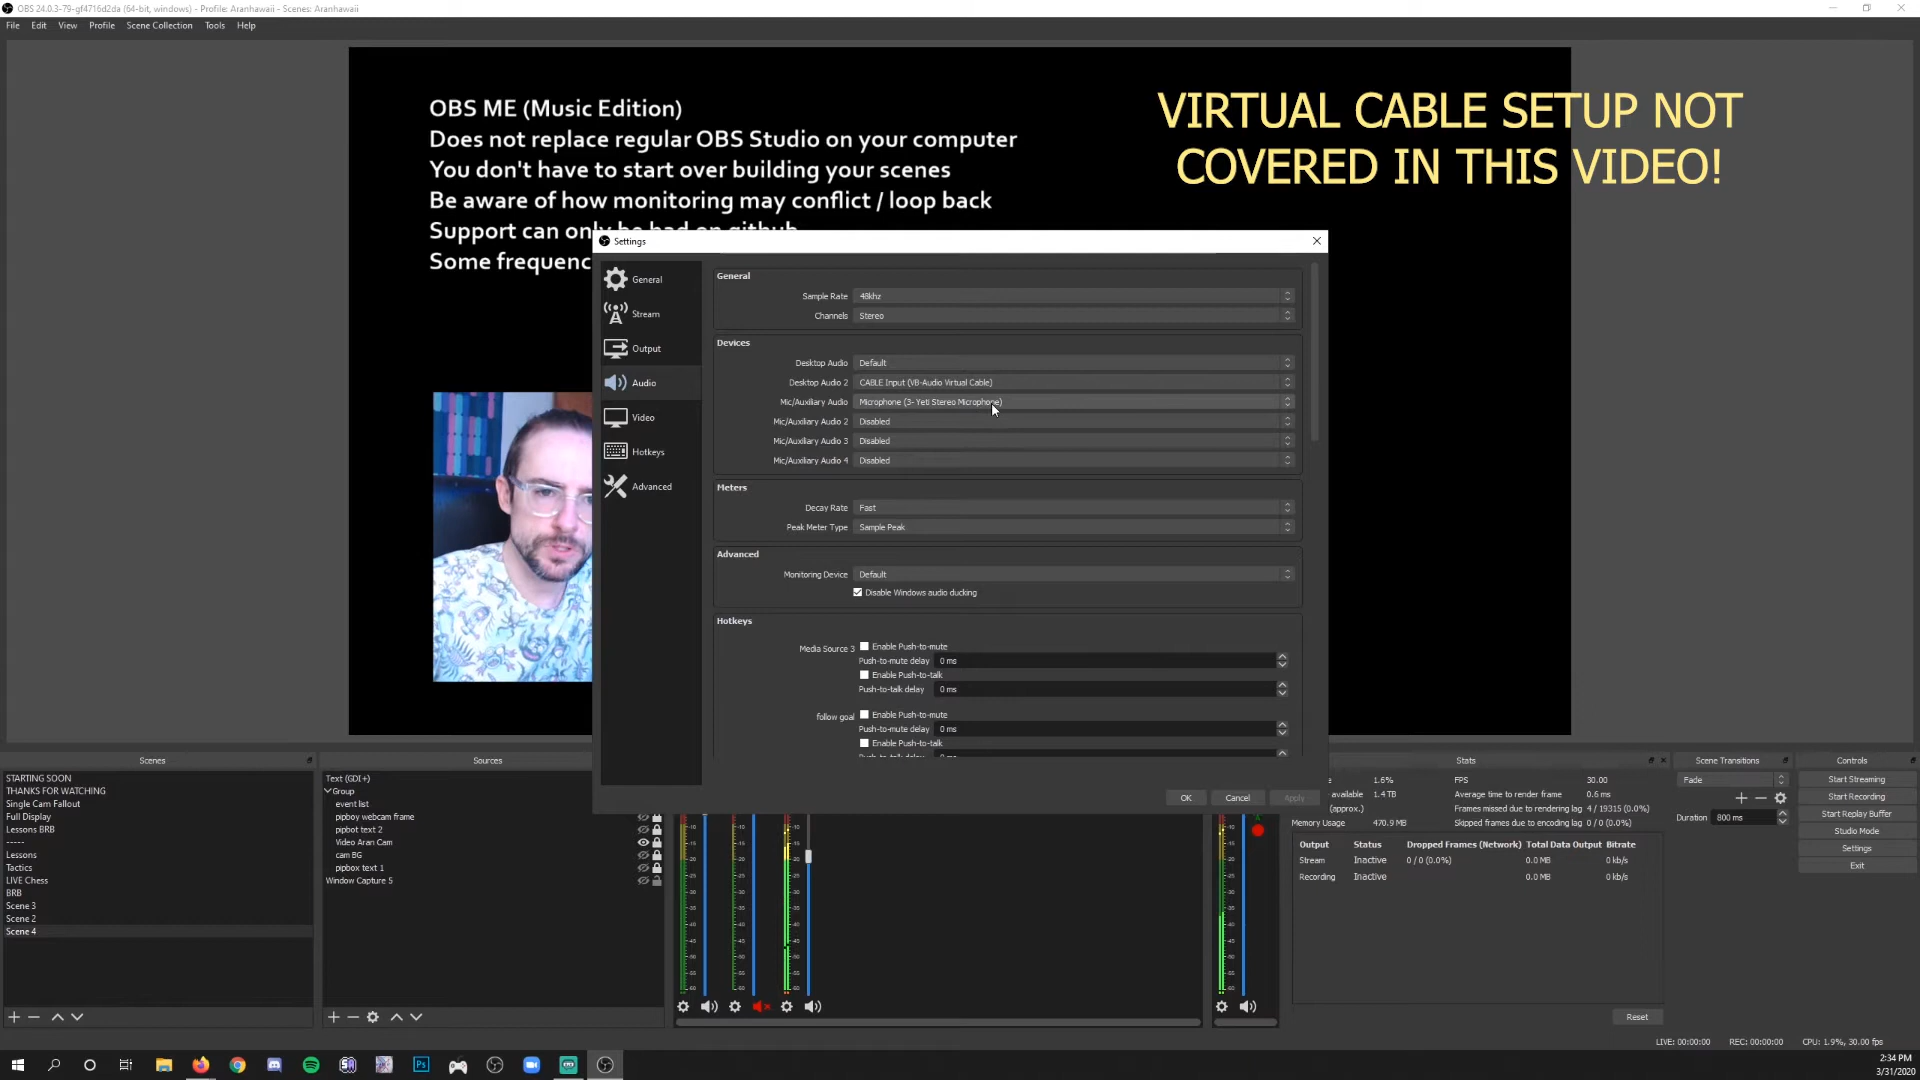 OBS 24.0.3-79-gf4716d2da (64-bit, windows) - Profile: Aranhawaii - Scenes: Aranhawaii
File Edit View Profile Scene Collection Tools Help
OBS ME (Music Edition)
Does not replace regular OBS Studio on your computer
You don't have to start over building your scenes
Be aware of how monitoring may conflict / loop back
Support can only be had on github
Some frequenc
VIRTUAL CABLE SETUP NOT
COVERED IN THIS VIDEO!
Settings
General
Stream
Output
Audio
Video
Hotkeys
Advanced
General
Sample Rate 48khz
Channels Stereo
Devices
Desktop Audio Default
Desktop Audio 2 CABLE Input (VB-Audio Virtual Cable)
Mic/Auxiliary Audio Microphone (3- Yeti Stereo Microphone)
Mic/Auxiliary Audio 2 Disabled
Mic/Auxiliary Audio 3 Disabled
Mic/Auxiliary Audio 4 Disabled
Meters
Decay Rate Fast
Peak Meter Type Sample Peak
Advanced
Monitoring Device Default
Disable Windows audio ducking
Hotkeys
Media Source 3 Enable Push-to-mute
Push-to-mute delay 0 ms
Enable Push-to-talk
Push-to-talk delay 0 ms
follow goal Enable Push-to-mute
Push-to-mute delay 0 ms
Enable Push-to-talk
Push-to-talk delay 0 ms
OK Cancel Apply
Scenes
STARTING SOON
THANKS FOR WATCHING
Single Cam Fallout
Full Display
Lessons BRB
-----
Lessons
Tactics
LIVE Chess
BRB
Scene 3
Scene 2
Scene 4
Sources
Text (GDI+)
Group
event list
pipboy webcam frame
pipbot text 2
Video Aran Cam
cam BG
pipbox text 1
Window Capture 5
Stats
1.6% FPS 30.00
available 1.4 TB Average time to render frame 0.6 ms
(approx.) Frames missed due to rendering lag 4 / 19315 (0.0%)
Memory Usage 470.9 MB Skipped frames due to encoding lag 0 / 0 (0.0%)
Output Status Dropped Frames (Network) Total Data Output Bitrate
Stream Inactive 0 / 0 (0.0%) 0.0 MB 0 kb/s
Recording Inactive 0.0 MB 0 kb/s
Reset
Scene Transitions
Fade
Duration 800 ms
Controls
Start Streaming
Start Recording
Start Replay Buffer
Studio Mode
Settings
Exit
LIVE: 00:00:00 REC: 00:00:00 CPU: 1.9%, 30.00 fps
2:34 PM
3/31/2020